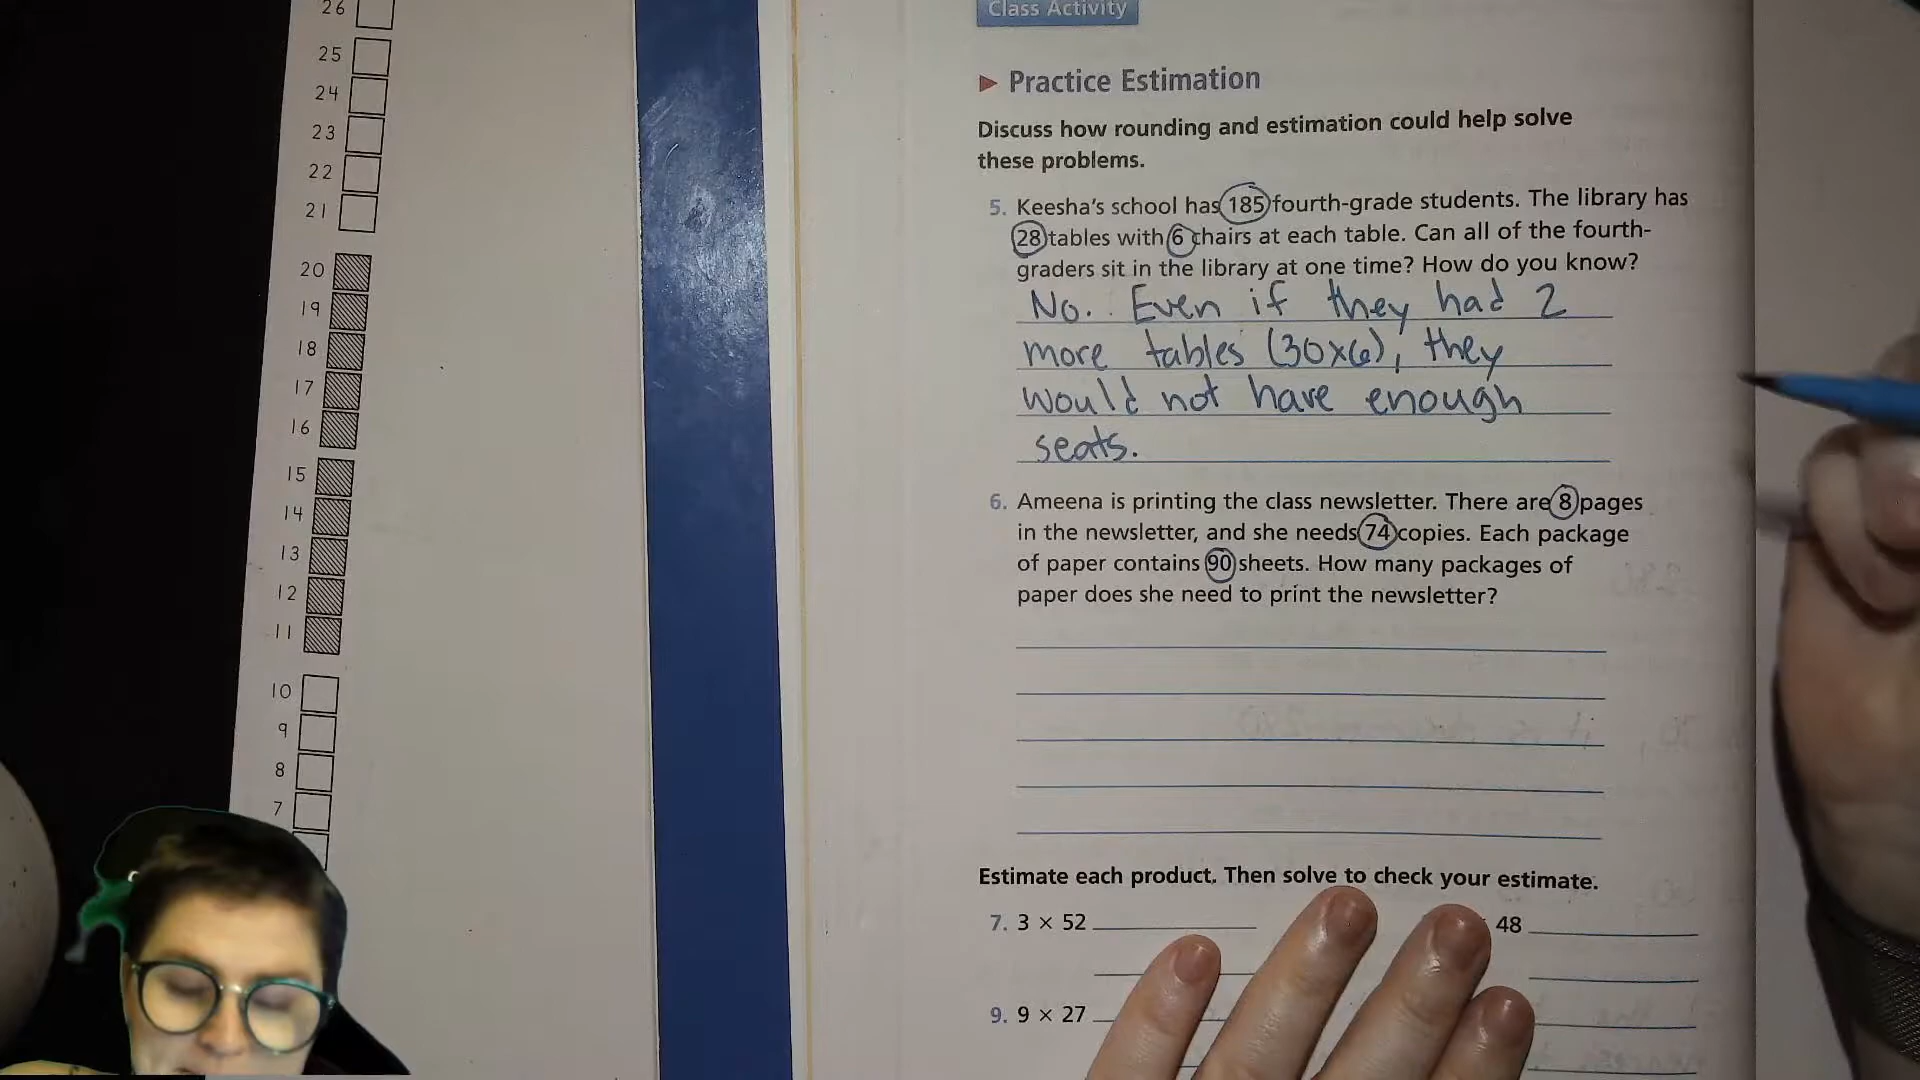 26
25
24
23
22
21
20
19
18
17
16
15
14
13
12
11
10
9
8
7
Class Activity
Practice Estimation
Discuss how rounding and estimation could help solve
these problems.
5. Keesha's school has 185 fourth-grade students. The library has
28 tables with 6 chairs at each table. Can all of the fourth-
graders sit in the library at one time? How do you know?
No. Even if they had 2
more tables (30x6), they
would not have enough
seats.
6. Ameena is printing the class newsletter. There are 8 pages
in the newsletter, and she needs 74 copies. Each package
of paper contains 90 sheets. How many packages of
paper does she need to print the newsletter?
Estimate each product. Then solve to check your estimate.
7. 3 × 52
48
9. 9 × 27